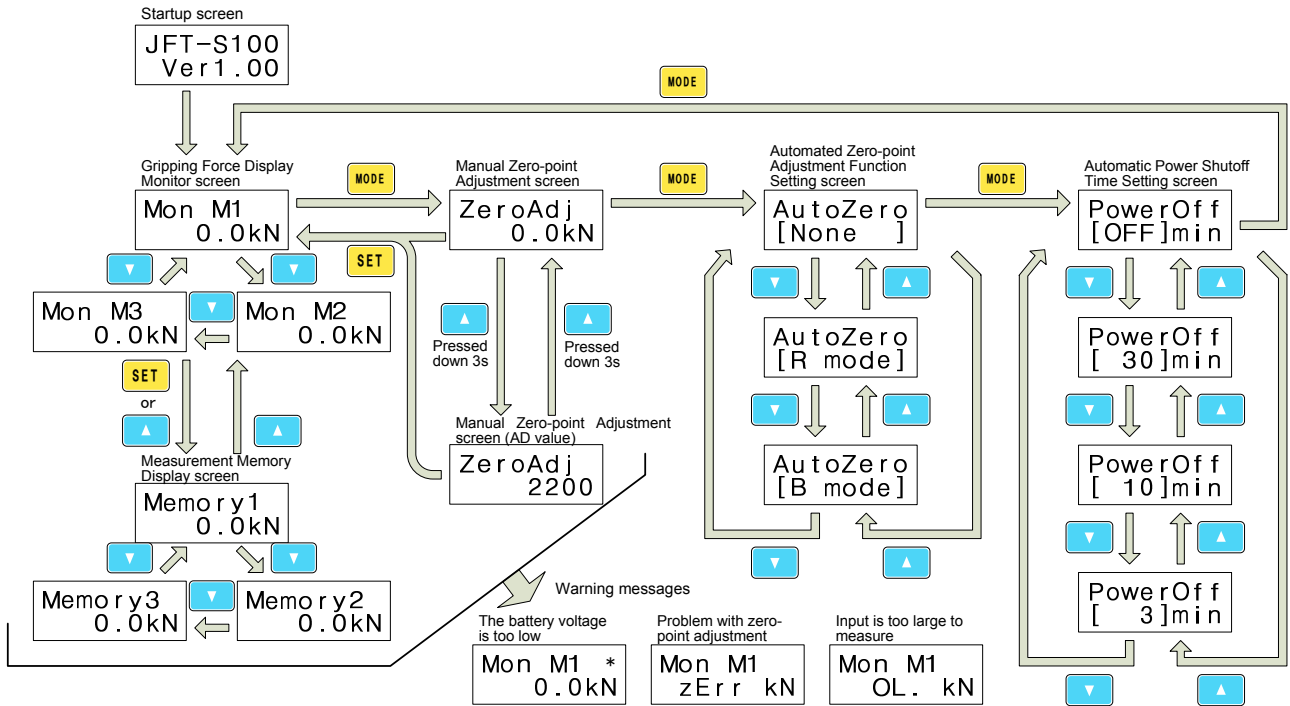 Startup screen
JFT-S100
Ver1.00
MODE
Gripping Force Display
Monitor screen
Mon M1
0.0kN
MODE
Manual Zero-point
Adjustment screen
ZeroAdj
0.0kN
MODE
Automated Zero-point
Adjustment Function
Setting screen
AutoZero
[None ]
MODE
Automatic Power Shutoff
Time Setting screen
PowerOff
[OFF]min
SET
Mon M3
0.0kN
Mon M2
0.0kN
Pressed
down 3s
Pressed
down 3s
AutoZero
[R mode]
PowerOff
[ 30]min
SET
or
Manual Zero-point Adjustment
screen (AD value)
ZeroAdj
2200
AutoZero
[B mode]
PowerOff
[ 10]min
Measurement Memory
Display screen
Memory1
0.0kN
Memory3
0.0kN
Memory2
0.0kN
PowerOff
[ 3]min
Warning messages
The battery voltage
is too low
Mon M1 *
0.0kN
Problem with zero-
point adjustment
Mon M1
zErr kN
Input is too large to
measure
Mon M1
OL. kN